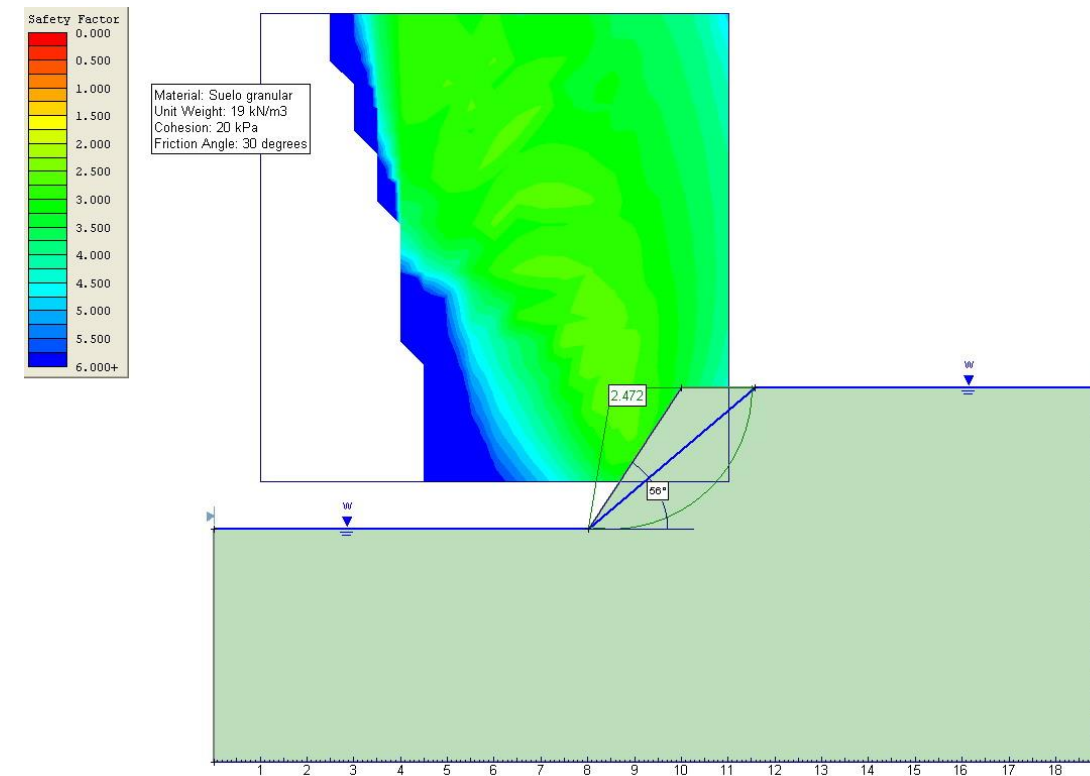 Safety Factor
0.000
0.500
1.000
1.500
2.000
2.500
3.000
3.500
4.000
4.500
5.000
5.500
6.000+
Material: Suelo granular
Unit Weight: 19 kN/m3
Cohesion: 20 kPa
Friction Angle: 30 degrees
W
2.472
56°
W
1 2 3 4 5 6 7 8 9 10 11 12 13 14 15 16 17 18